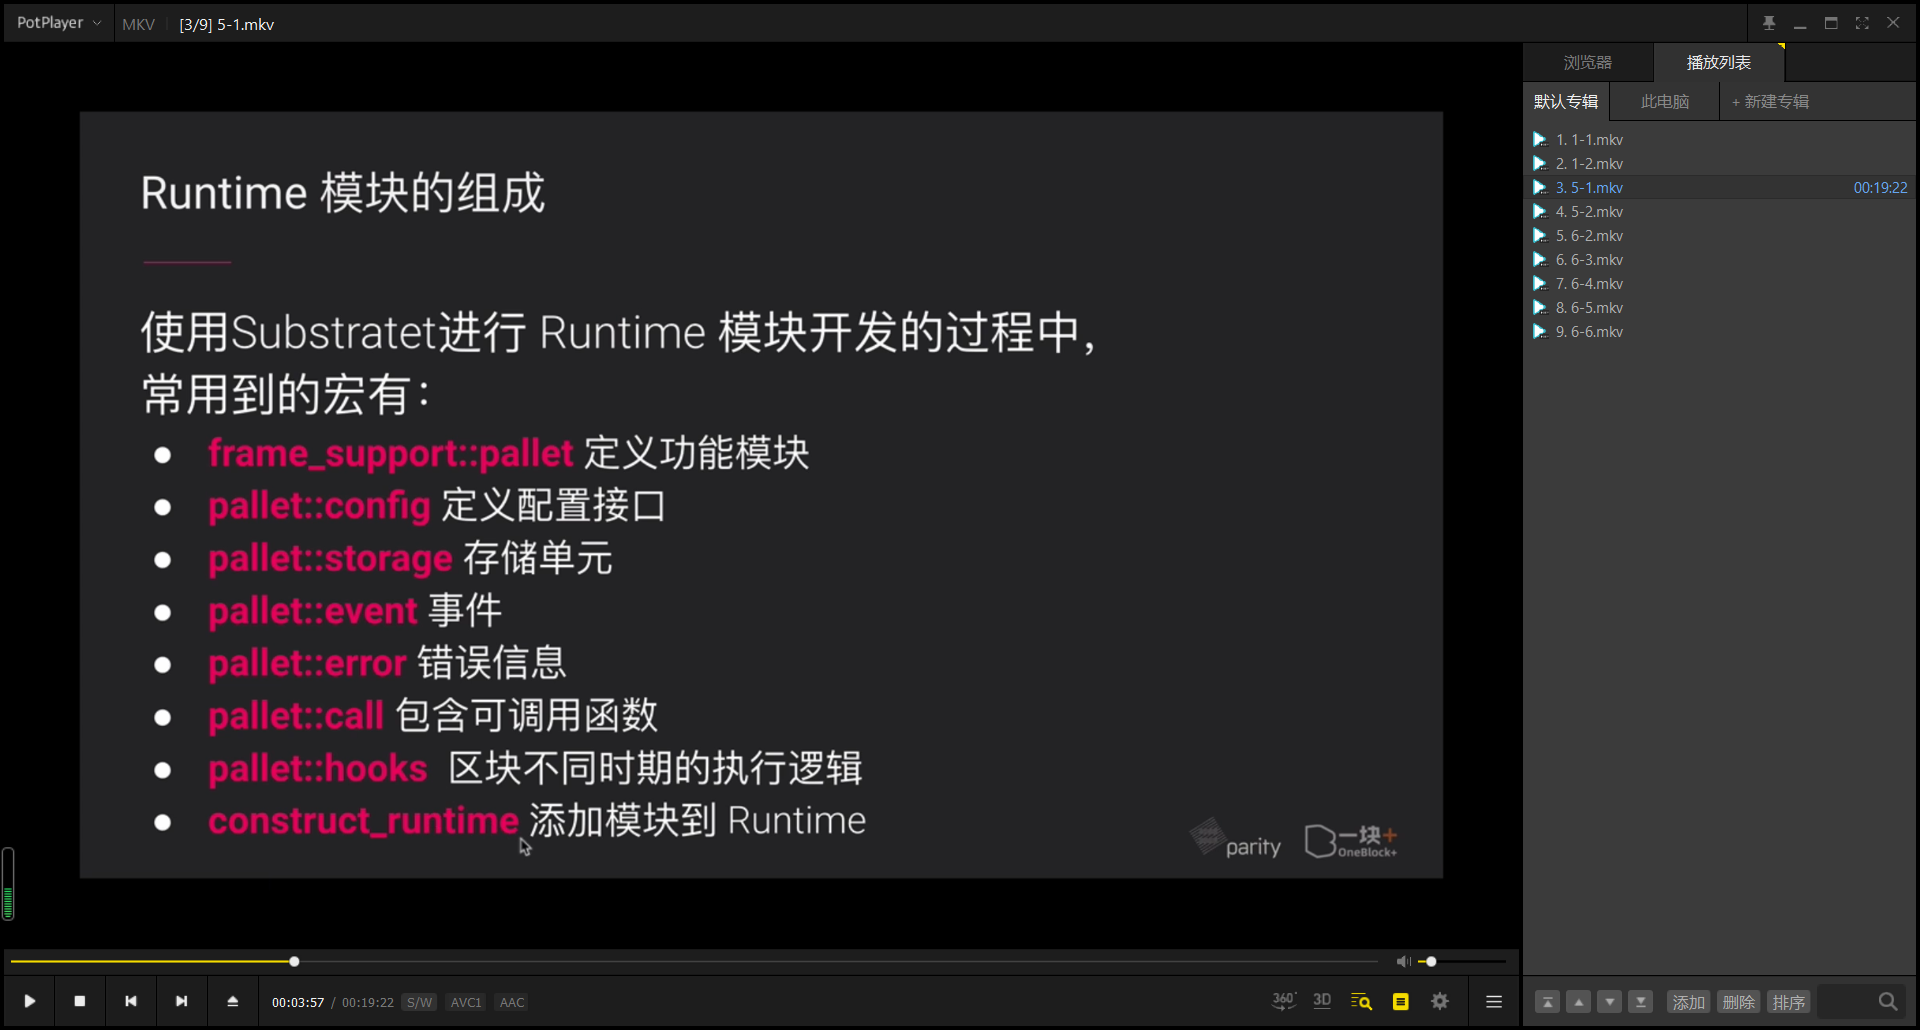 PotPlayer
MKV
[3/9] 5-1.mkv
浏览器
播放列表
默认专辑
此电脑
+ 新建专辑
1. 1-1.mkv
2. 1-2.mkv
3. 5-1.mkv 00:19:22
4. 5-2.mkv
5. 6-2.mkv
6. 6-3.mkv
7. 6-4.mkv
8. 6-5.mkv
9. 6-6.mkv
Runtime 模块的组成
使用Substratet进行 Runtime 模块开发的过程中，
常用到的宏有：
● frame_support::pallet 定义功能模块
● pallet::config 定义配置接口
● pallet::storage 存储单元
● pallet::event 事件
● pallet::error 错误信息
● pallet::call 包含可调用函数
● pallet::hooks 区块不同时期的执行逻辑
● construct_runtime 添加模块到 Runtime
parity
一块+
OneBlock+
00:03:57 / 00:19:22 S/W AVC1 AAC
360° 3D
添加 删除 排序